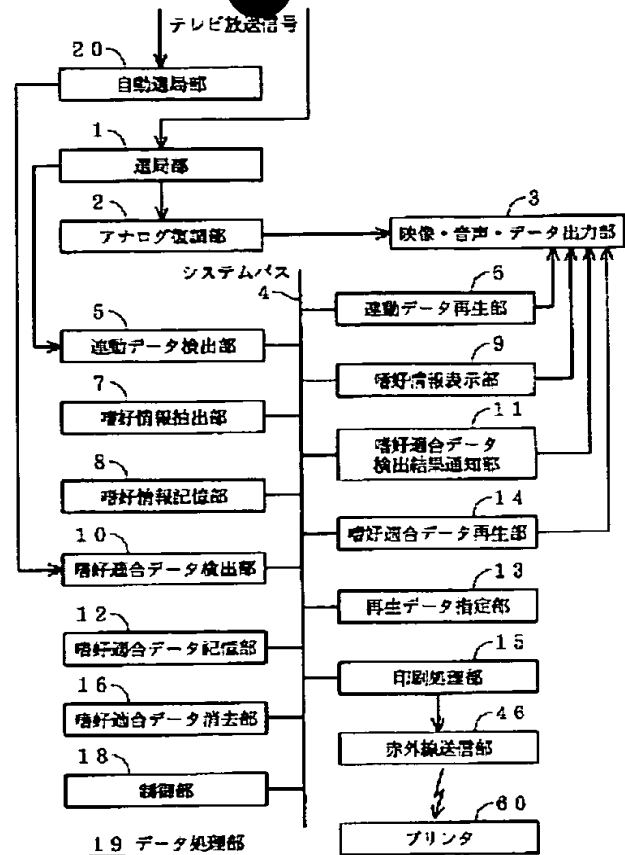 テレビ放送信号
20
自動選局部
1
選局部
2
アナログ復調部
3
映像・音声・データ出力部
システムバス
4
5
連動データ検出部
6
連動データ再生部
7
嗜好情報抽出部
9
嗜好情報表示部
8
嗜好情報記憶部
11
嗜好適合データ
検出結果通知部
10
嗜好適合データ検出部
14
嗜好適合データ再生部
12
嗜好適合データ記憶部
13
再生データ指定部
16
嗜好適合データ消去部
15
印刷処理部
18
制御部
46
赤外線送信部
60
プリンタ
19 データ処理部